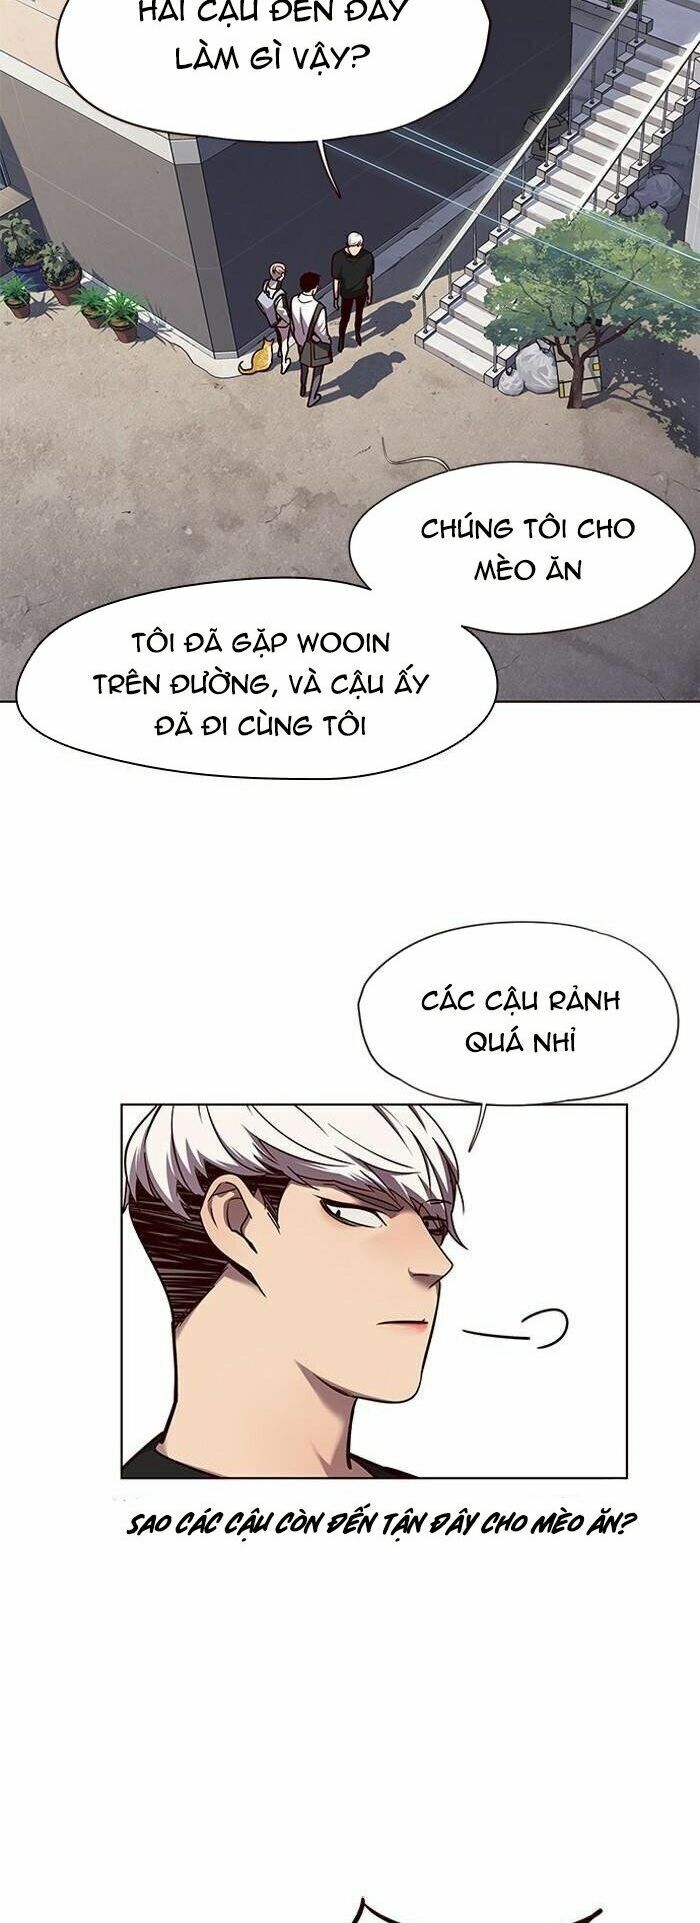 HAI CẬU ĐẾN ĐÂY
LÀM GÌ VẬY?
CHÚNG TÔI CHO
MÈO ĂN
TÔI ĐÃ GẶP WOOIN
TRÊN ĐƯỜNG, VÀ CẬU ẤY
ĐÃ ĐI CÙNG TÔI
CÁC CẬU RẢNH
QUÁ NHỈ
SAO CÁC CẬU CÒN ĐẾN TẬN ĐÂY CHO MÈO ĂN?